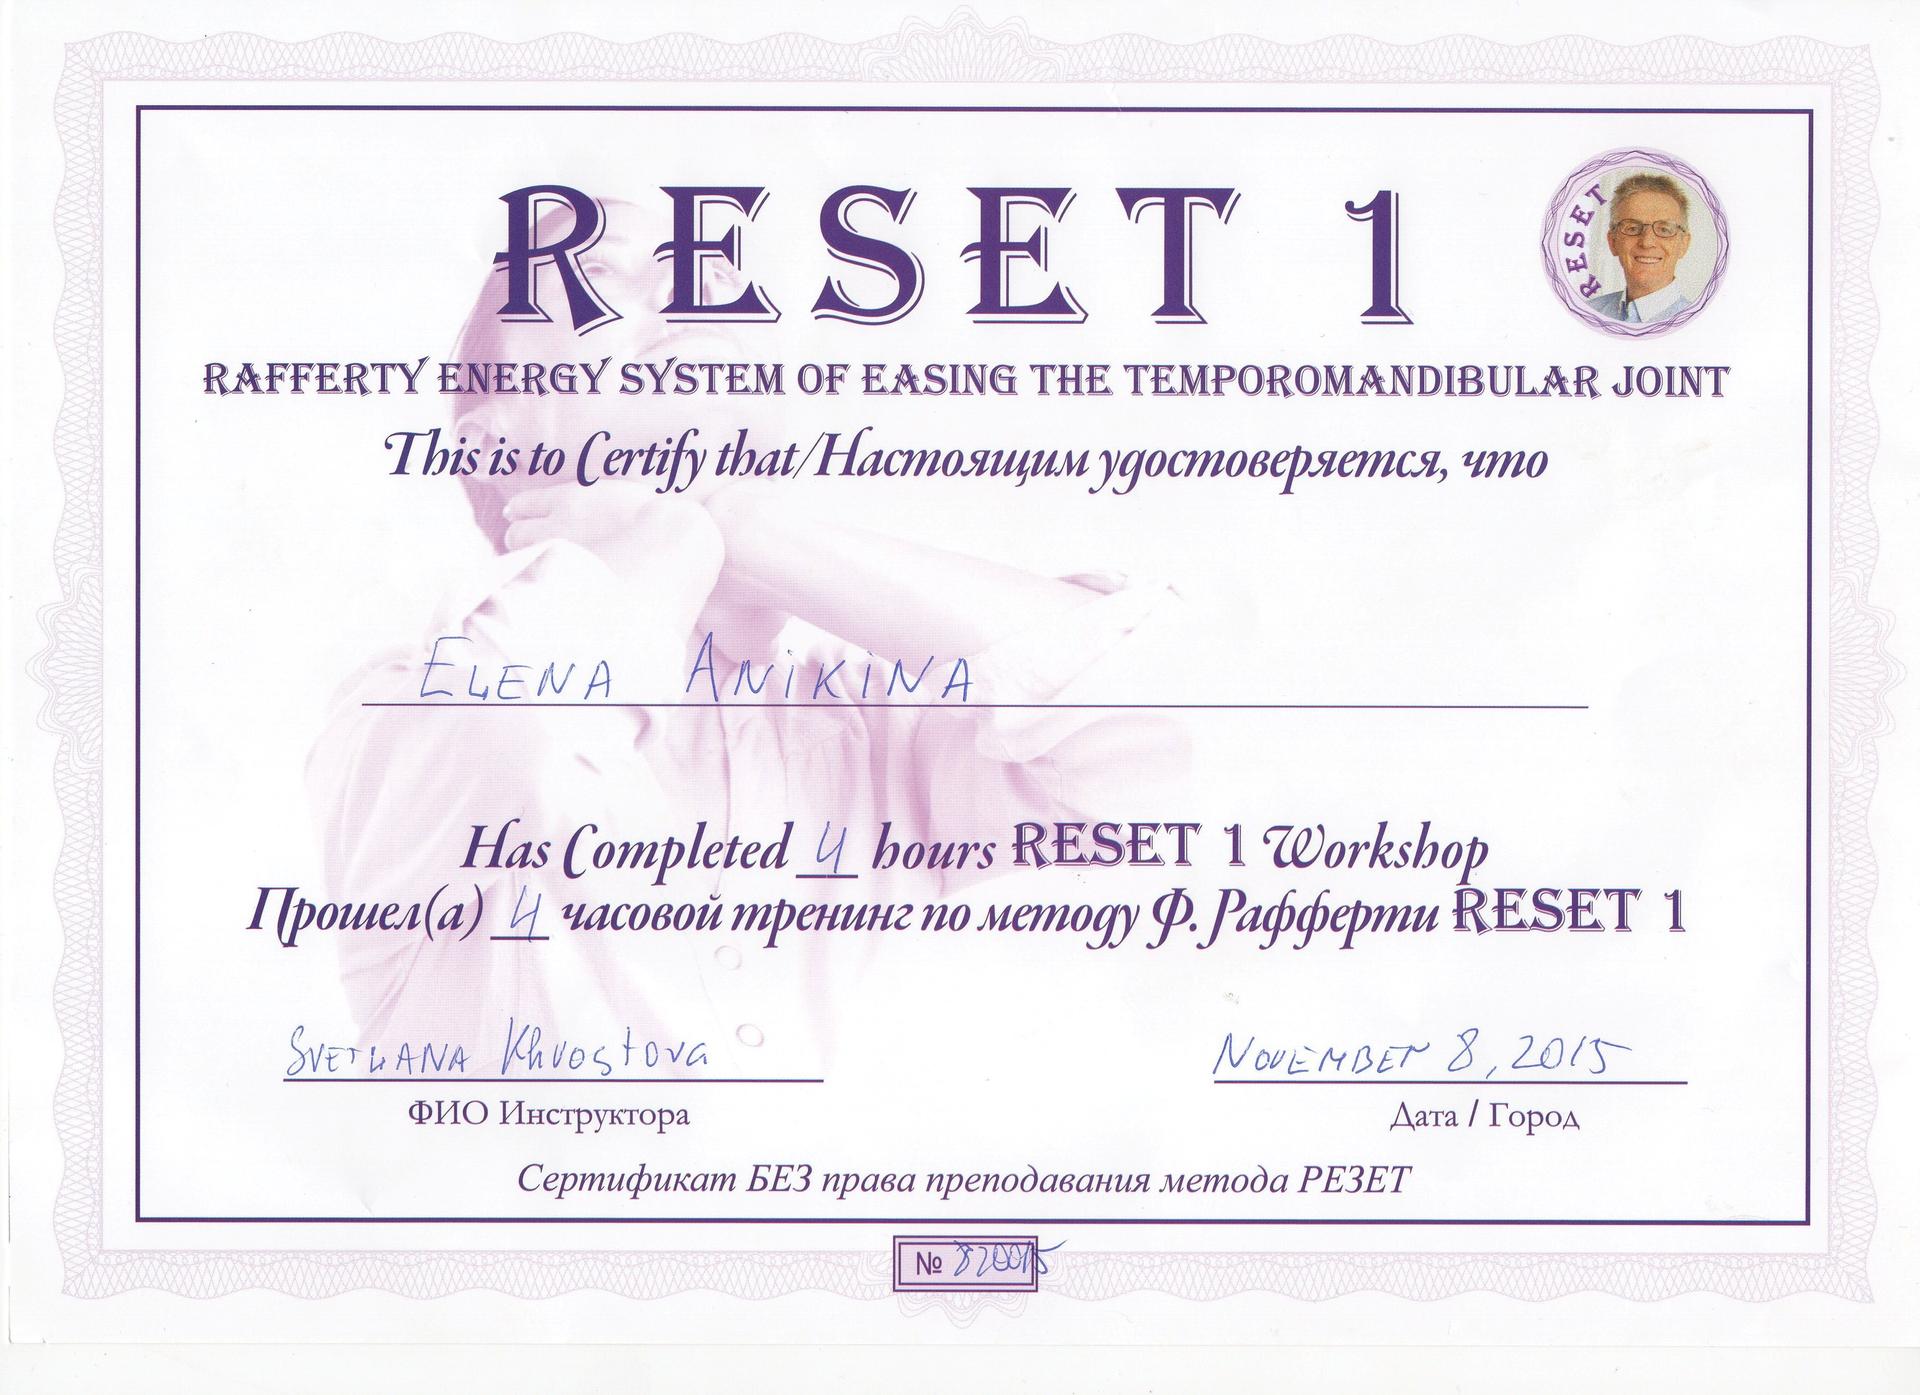 RESET 1
RESET
RAFFERTY ENERGY SYSTEM OF EASING THE TEMPOROMANDIBULAR JOINT
This is to Certify that/Настоящим удостоверяется, что
ELENA ANIKINA
Has Completed 4 hours RESET 1 Workshop
Прошел(а) 4 часовой тренинг по методу Ф. Рафферти RESET 1
SVETLANA Khvostova
NOVEMBER 8, 2015
ФИО Инструктора
Дата / Город
Сертификат БЕЗ права преподавания метода РЕЗЕТ
№